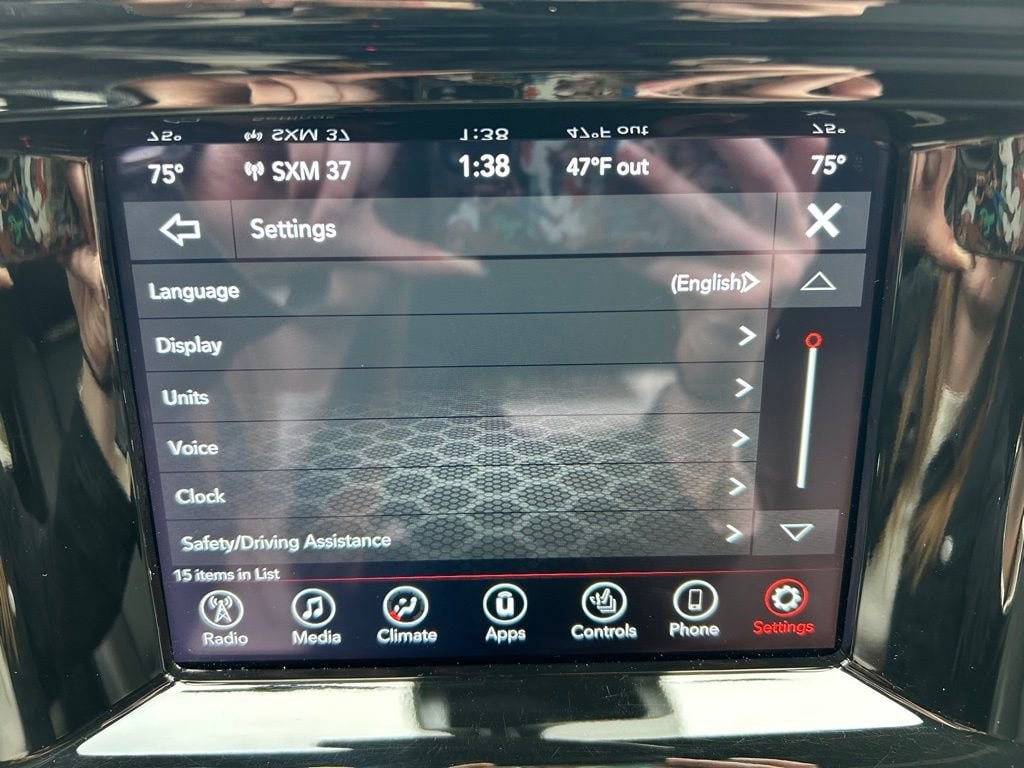 75° SXM 37 1:38 47°F out 75°
Settings
Language (English)
Display
Units
Voice
Clock
Safety/Driving Assistance
15 items in List
Radio Media Climate Apps Controls Phone Settings